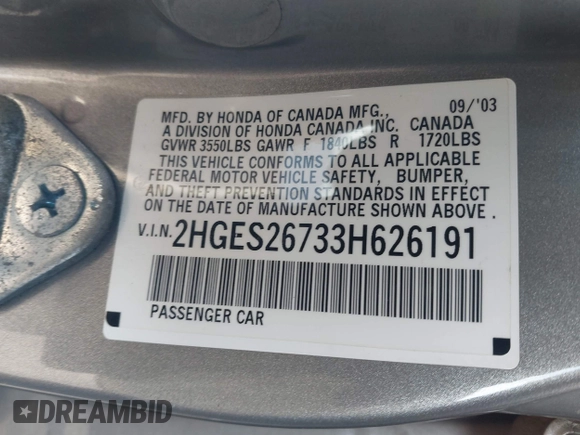 MFD. BY HONDA OF CANADA MFG., 09/'03
A DIVISION OF HONDA CANADA INC. CANADA
GVWR 3550LBS GAWR F 1840LBS R 1720LBS
THIS VEHICLE CONFORMS TO ALL APPLICABLE
FEDERAL MOTOR VEHICLE SAFETY, BUMPER,
AND THEFT PREVENTION STANDARDS IN EFFECT
ON THE DATE OF MANUFACTURE SHOWN ABOVE.
V.I.N. 2HGES26733H626191
PASSENGER CAR
DREAMBID